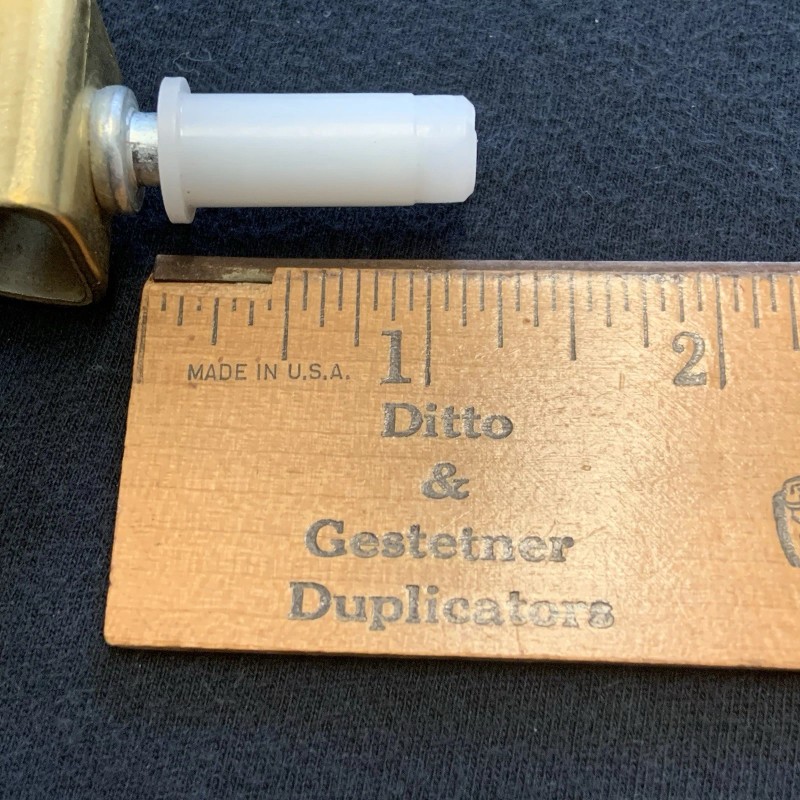 MADE IN U.S.A.
1 2
Ditto
&
Gestetner
Duplicators